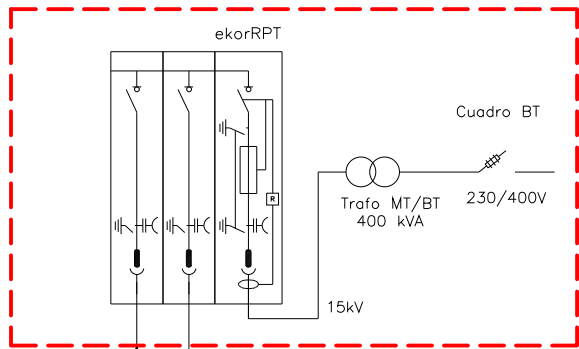 ekorRPT
Cuadro BT
R
Trafo MT/BT
400 kVA
230/400V
15kV